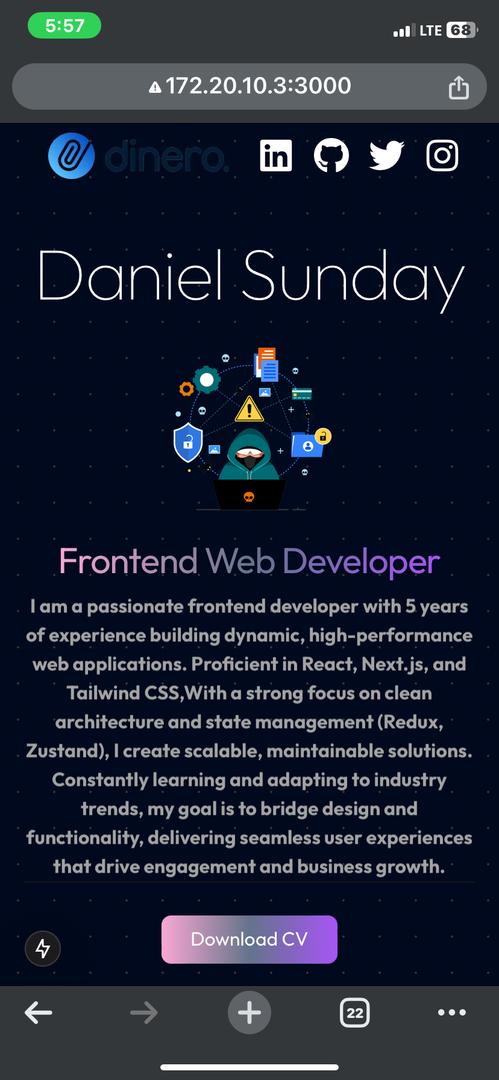 5:57
LTE 68
172.20.10.3:3000
dinero.
Daniel Sunday
Frontend Web Developer
I am a passionate frontend developer with 5 years
of experience building dynamic, high-performance
web applications. Proficient in React, Next.js, and
Tailwind CSS,With a strong focus on clean
architecture and state management (Redux,
Zustand), I create scalable, maintainable solutions.
Constantly learning and adapting to industry
trends, my goal is to bridge design and
functionality, delivering seamless user experiences
that drive engagement and business growth.
Download CV
22